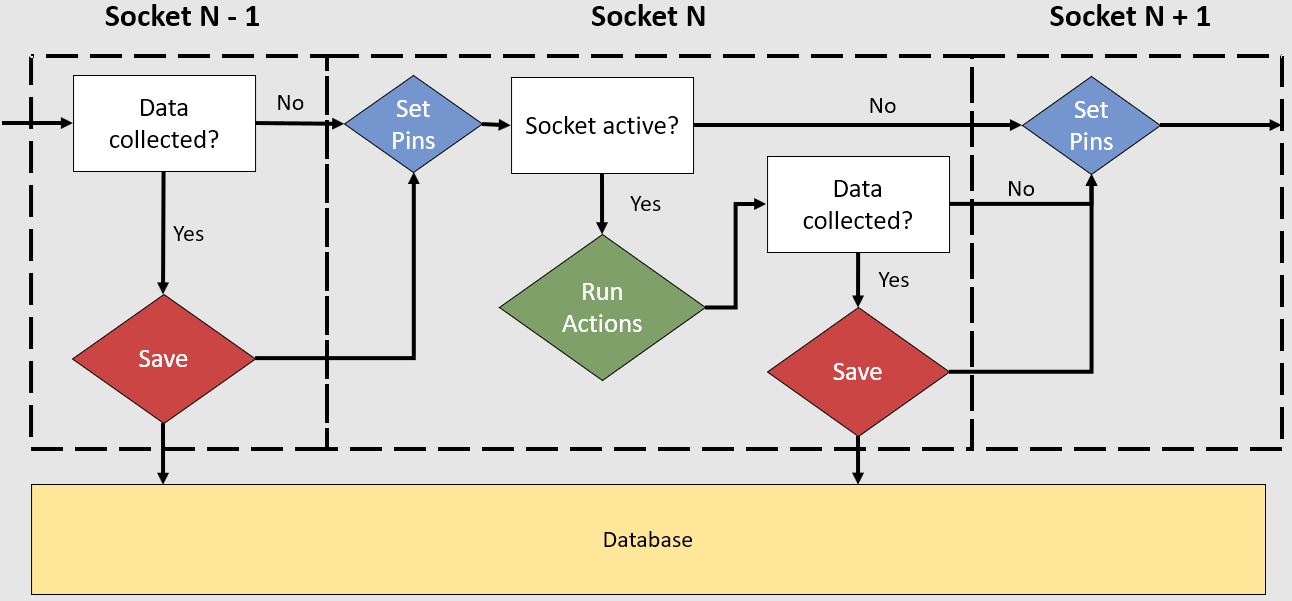 Socket N - 1
Socket N
Socket N + 1
Data
collected?
No
Set
Pins
Socket active?
No
Set
Pins
Yes
Yes
Data
collected?
No
Run
Actions
Yes
Save
Save
Database